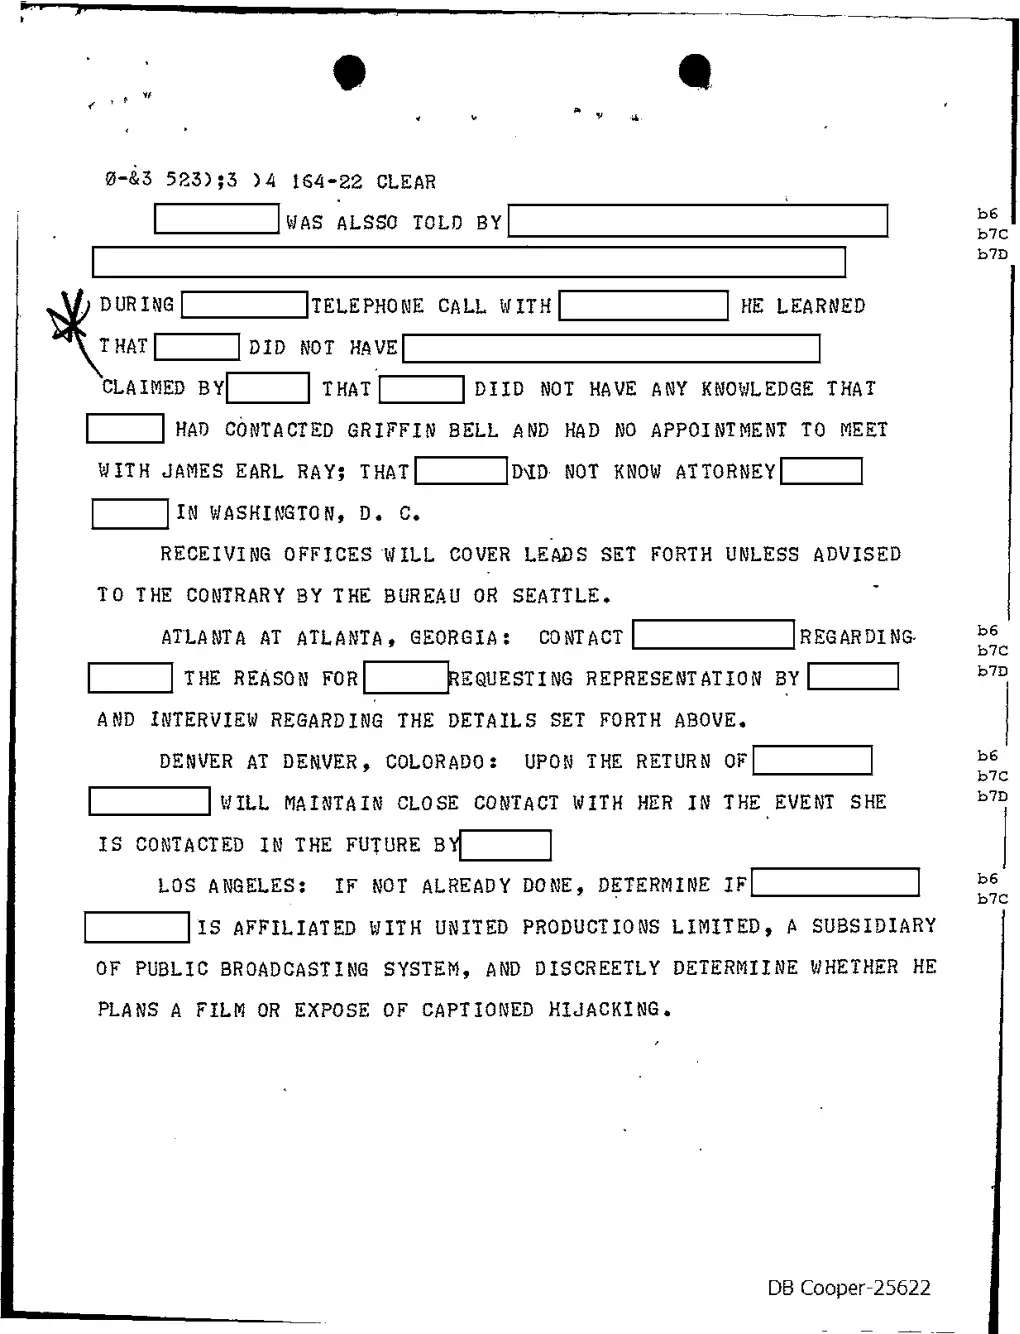 0-&3 523);3 )4 164-22 CLEAR
WAS ALSSO TOLD BY
b6
b7C
b7D
DURING TELEPHONE CALL WITH HE LEARNED
THAT DID NOT HAVE
CLAIMED BY THAT DIID NOT HAVE ANY KNOWLEDGE THAT
HAD CONTACTED GRIFFIN BELL AND HAD NO APPOINTMENT TO MEET
WITH JAMES EARL RAY; THAT DID NOT KNOW ATTORNEY
IN WASHINGTON, D. C.
RECEIVING OFFICES WILL COVER LEADS SET FORTH UNLESS ADVISED
TO THE CONTRARY BY THE BUREAU OR SEATTLE.
ATLANTA AT ATLANTA, GEORGIA: CONTACT REGARDING
b6
b7C
b7D
THE REASON FOR REQUESTING REPRESENTATION BY
AND INTERVIEW REGARDING THE DETAILS SET FORTH ABOVE.
DENVER AT DENVER, COLORADO: UPON THE RETURN OF
b6
b7C
b7D
WILL MAINTAIN CLOSE CONTACT WITH HER IN THE EVENT SHE
IS CONTACTED IN THE FUTURE BY
LOS ANGELES: IF NOT ALREADY DONE, DETERMINE IF
b6
b7C
IS AFFILIATED WITH UNITED PRODUCTIONS LIMITED, A SUBSIDIARY
OF PUBLIC BROADCASTING SYSTEM, AND DISCREETLY DETERMIINE WHETHER HE
PLANS A FILM OR EXPOSE OF CAPTIONED HIJACKING.
DB Cooper-25622